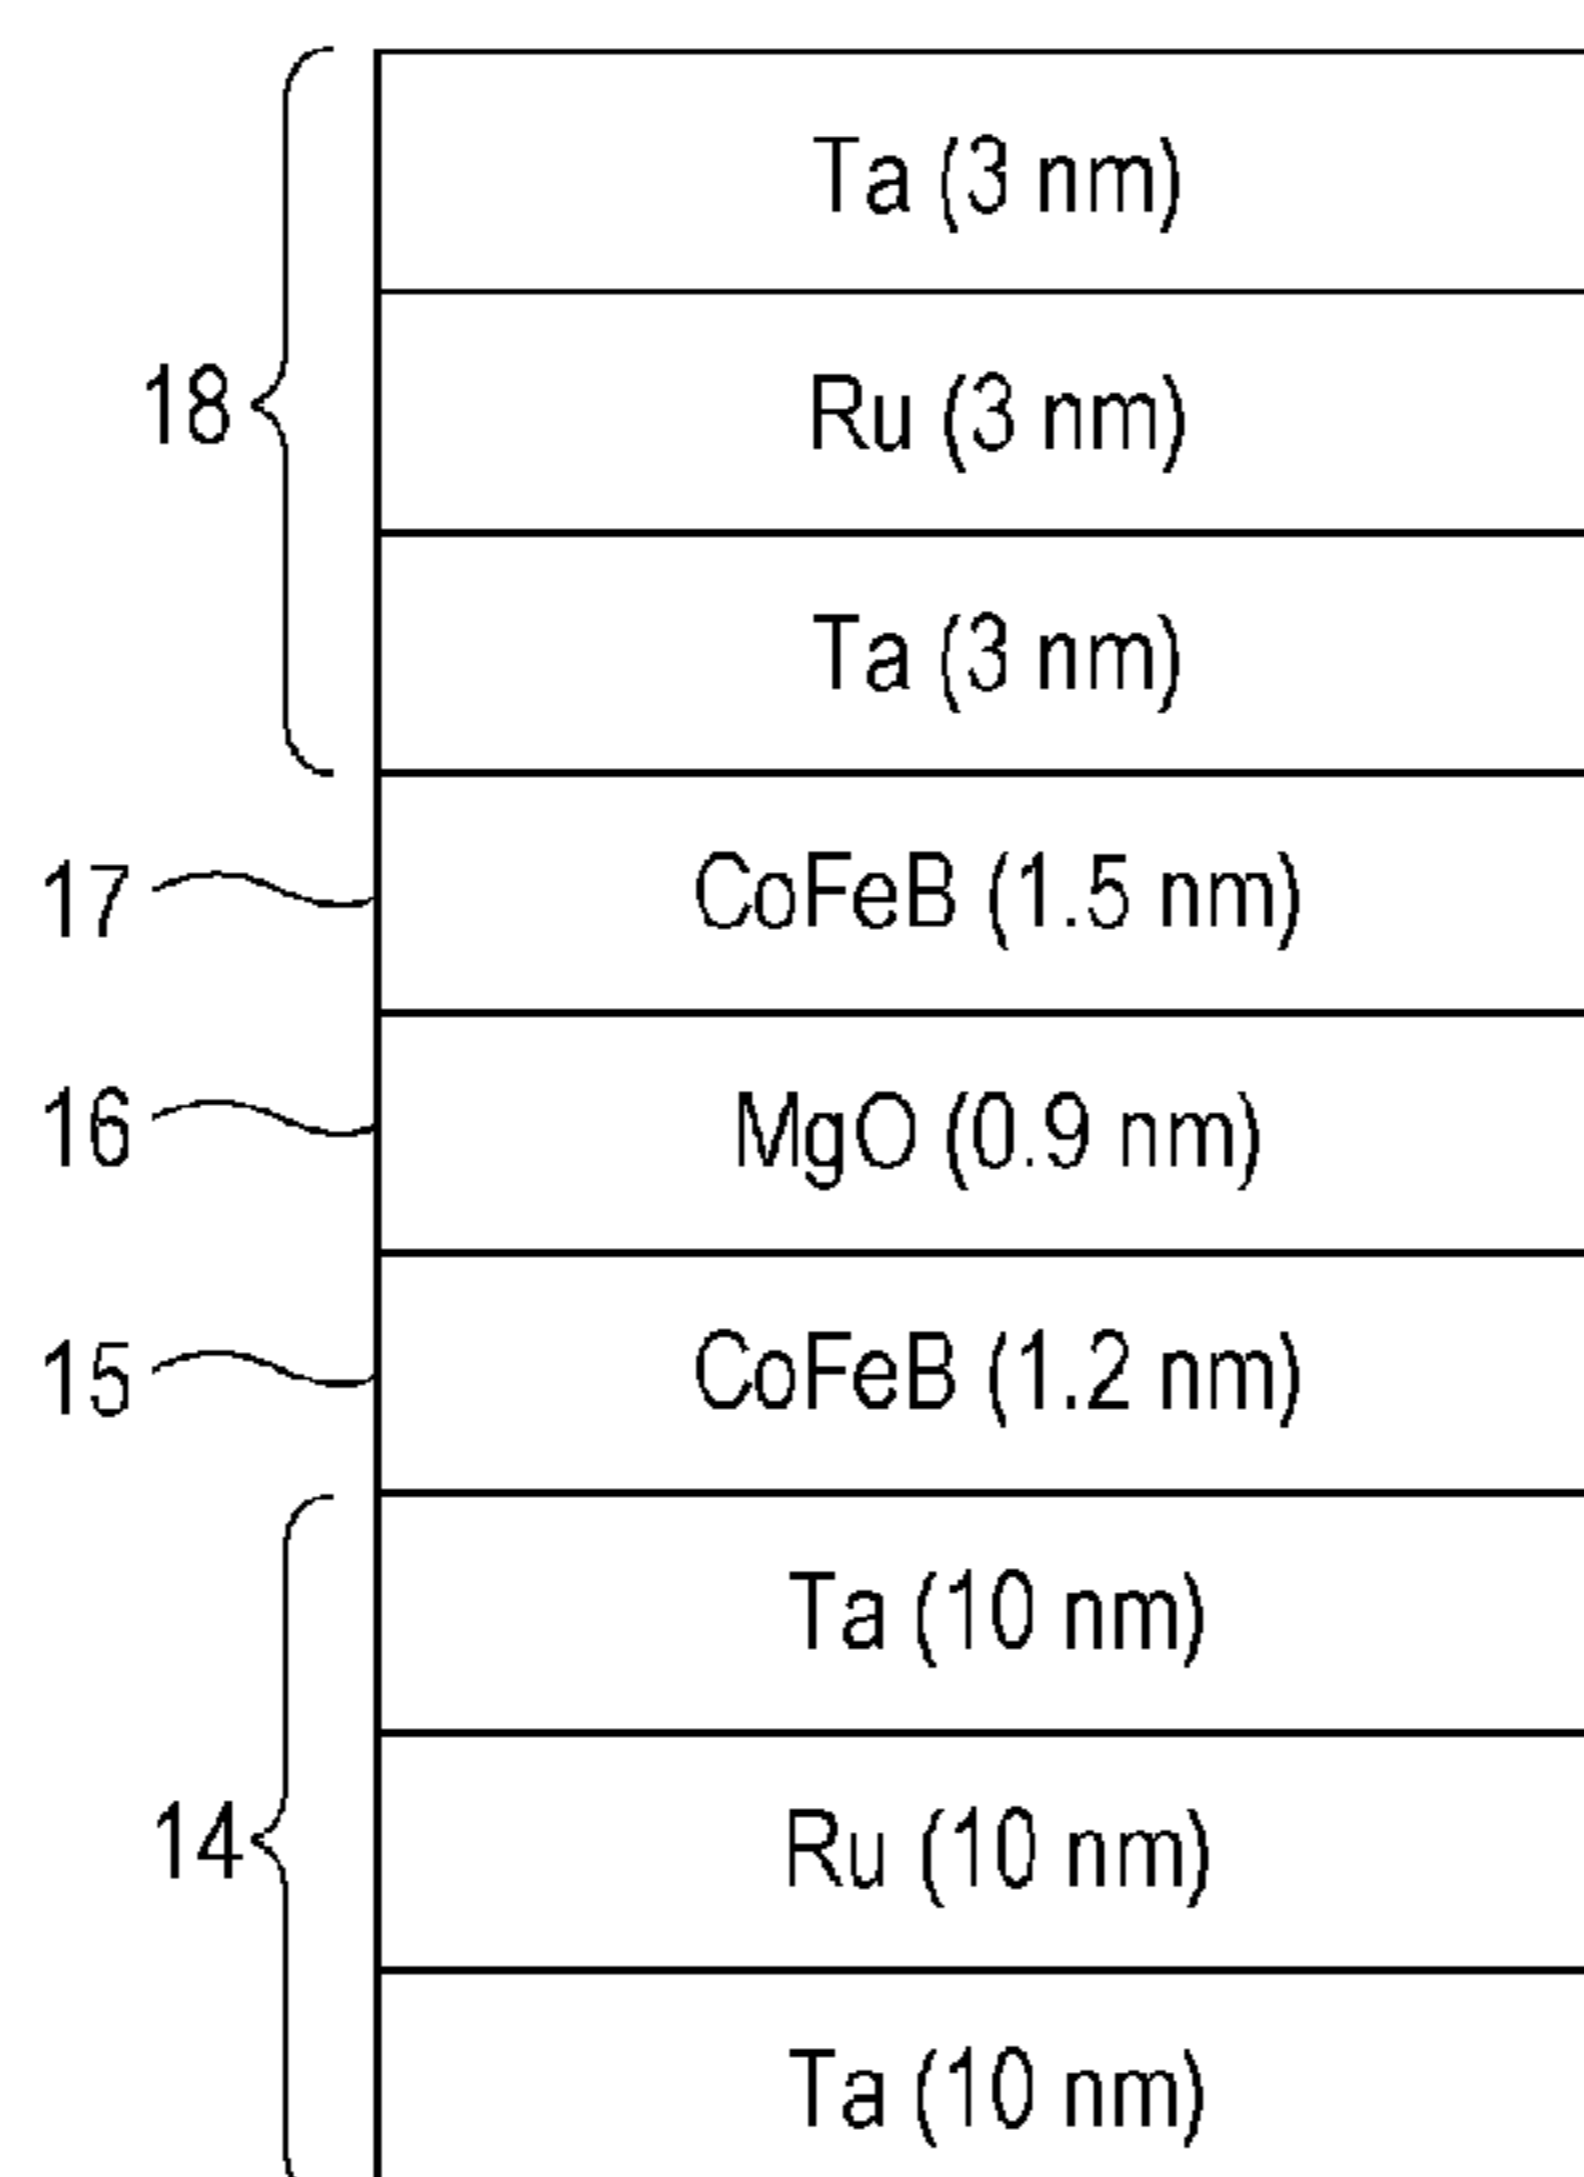 Ta (3 nm)
18
Ru (3 nm)
Ta (3 nm)
17
CoFeB (1.5 nm)
16
MgO (0.9 nm)
15
CoFeB (1.2 nm)
Ta (10 nm)
14
Ru (10 nm)
Ta (10 nm)